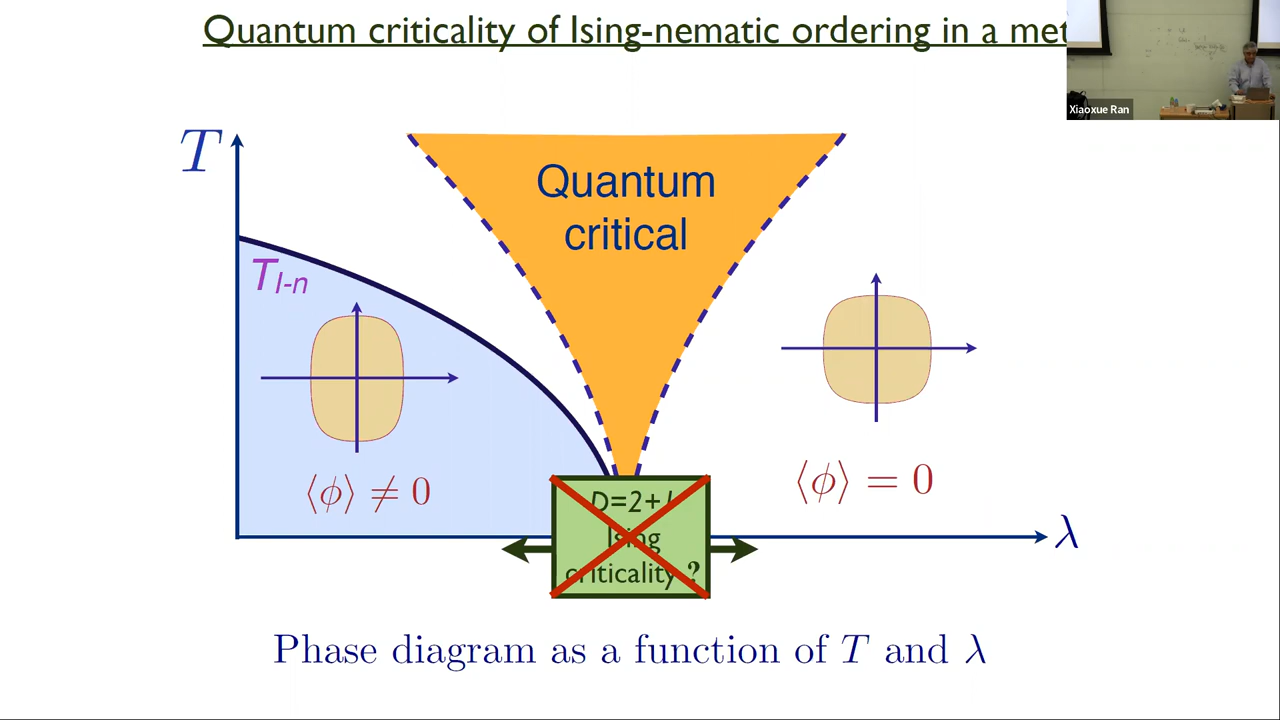 Quantum criticality of Ising-nematic ordering in a met
Xiaoxue Ran
T
Quantum
critical
T_{I-n}
⟨ϕ⟩ ≠ 0
⟨ϕ⟩ = 0
D=2+1
Ising
criticality ?
λ
Phase diagram as a function of T and λ